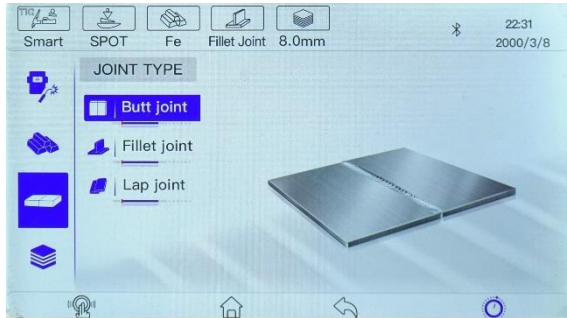 TIG
Smart
SPOT
Fe
Fillet Joint
8.0mm
22:31
2000/3/8
JOINT TYPE
Butt joint
Fillet joint
Lap joint